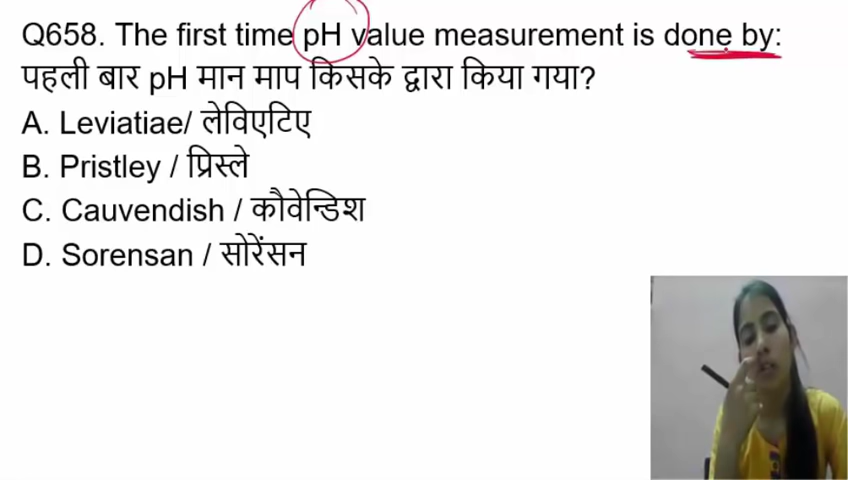 Q658. The first time pH value measurement is done by:
पहली बार pH मान माप किसके द्वारा किया गया?
A. Leviatiae/ लेविएटिए
B. Pristley / प्रिस्ले
C. Cauvendish / कौवेन्डिश
D. Sorensan / सोरेंसन